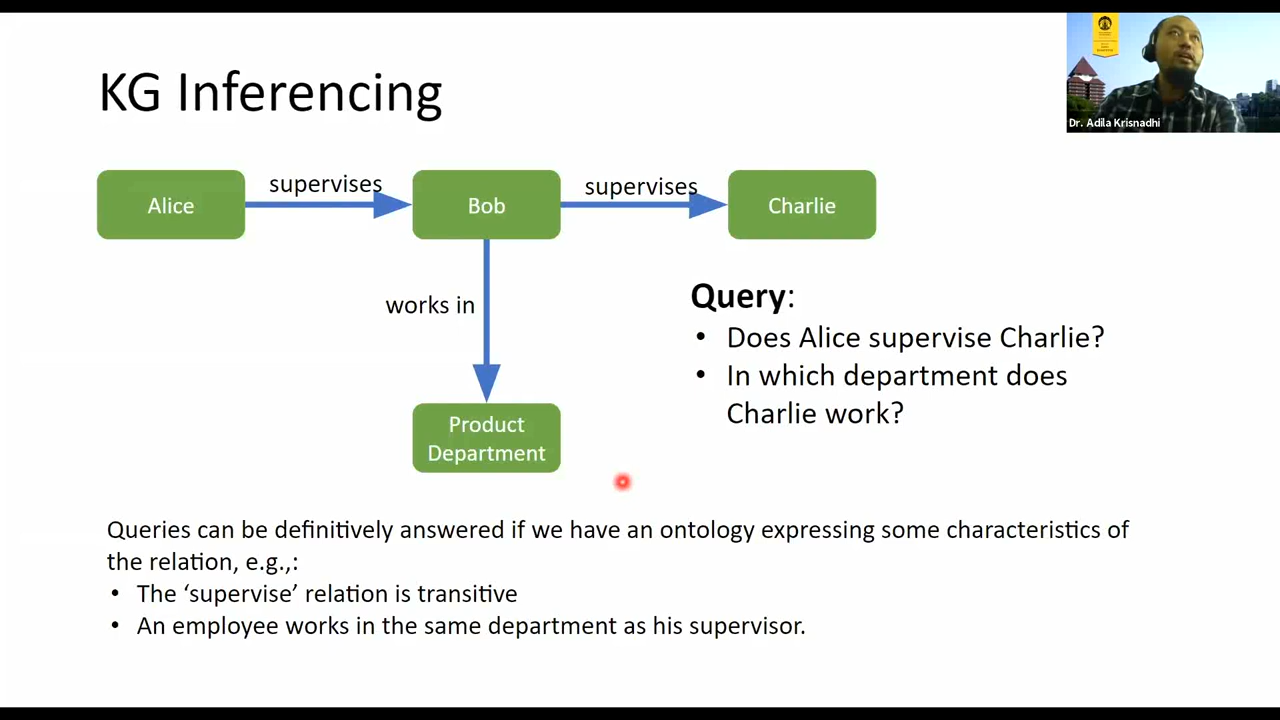 KG Inferencing
Dr. Adila Krisnadhi
Alice
supervises
Bob
supervises
Charlie
works in
Product
Department
Query:
• Does Alice supervise Charlie?
• In which department does
Charlie work?
Queries can be definitively answered if we have an ontology expressing some characteristics of
the relation, e.g.,:
• The ‘supervise’ relation is transitive
• An employee works in the same department as his supervisor.